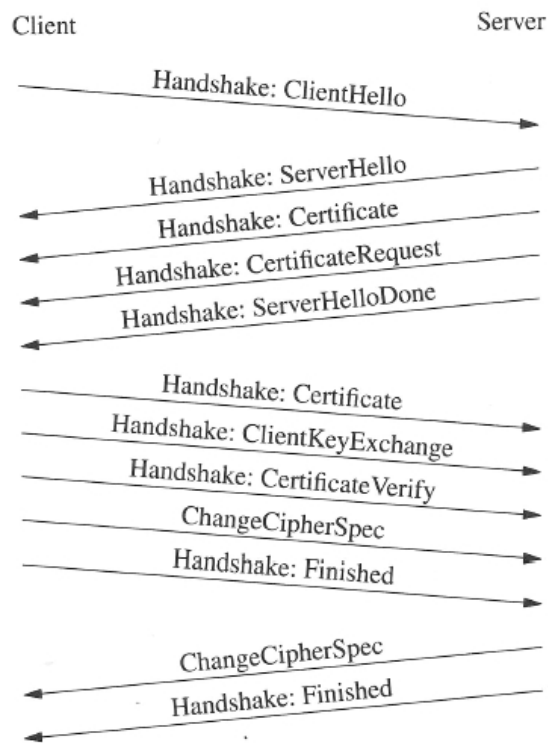 Client Server
Handshake: ClientHello
Handshake: ServerHello
Handshake: Certificate
Handshake: CertificateRequest
Handshake: ServerHelloDone
Handshake: Certificate
Handshake: ClientKeyExchange
Handshake: CertificateVerify
ChangeCipherSpec
Handshake: Finished
ChangeCipherSpec
Handshake: Finished